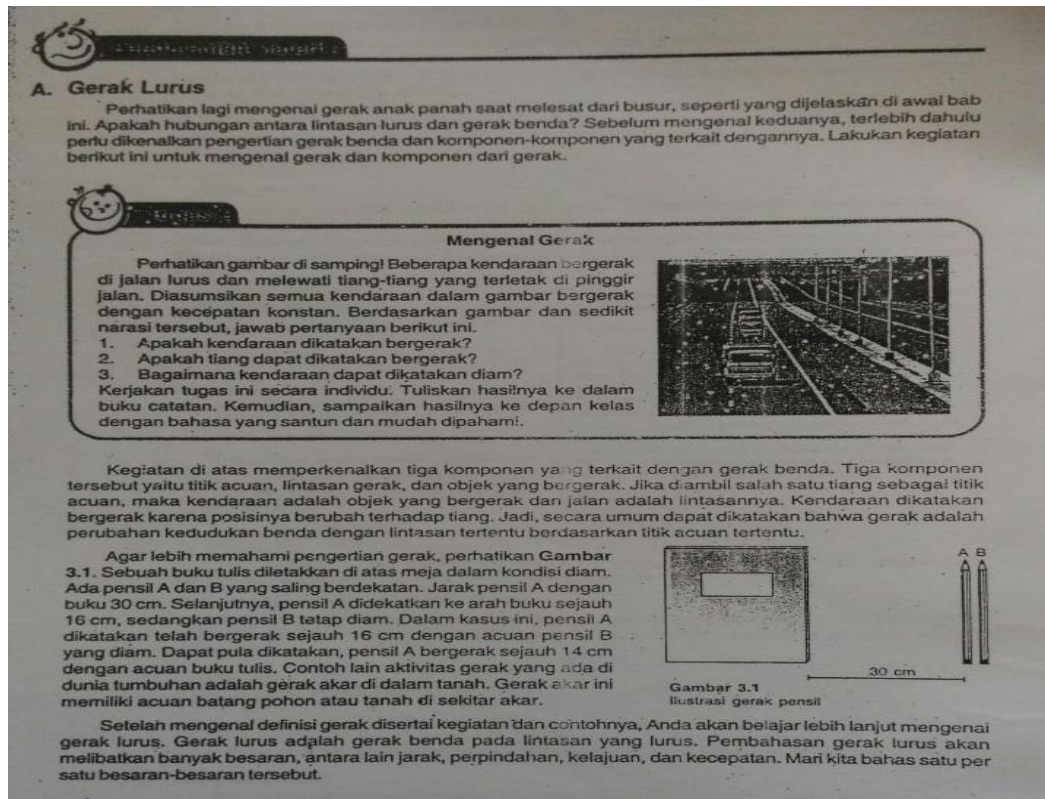 A. Gerak Lurus
Perhatikan lagi mengenai gerak anak panah saat melesat dari busur, seperti yang dijelaskan di awal bab
ini. Apakah hubungan antara lintasan lurus dan gerak benda? Sebelum mengenal keduanya, terlebih dahulu
perlu dikenalkan pengertian gerak benda dan komponen-komponen yang terkait dengannya. Lakukan kegiatan
berikut ini untuk mengenal gerak dan komponen dari gerak.
Tugas
Mengenal Gerak
Perhatikan gambar di samping! Beberapa kendaraan bergerak
di jalan lurus dan melewati tiang-tiang yang terletak di pinggir
jalan. Diasumsikan semua kendaraan dalam gambar bergerak
dengan kecepatan konstan. Berdasarkan gambar dan sedikit
narasi tersebut, jawab pertanyaan berikut ini.
1. Apakah kendaraan dikatakan bergerak?
2. Apakah tiang dapat dikatakan bergerak?
3. Bagaimana kendaraan dapat dikatakan diam?
Kerjakan tugas ini secara individu. Tuliskan hasilnya ke dalam
buku catatan. Kemudian, sampaikan hasilnya ke depan kelas
dengan bahasa yang santun dan mudah dipahami.
Kegiatan di atas memperkenalkan tiga komponen yang terkait dengan gerak benda. Tiga komponen
tersebut yaitu titik acuan, lintasan gerak, dan objek yang bergerak. Jika diambil salah satu tiang sebagai titik
acuan, maka kendaraan adalah objek yang bergerak dan jalan adalah lintasannya. Kendaraan dikatakan
bergerak karena posisinya berubah terhadap tiang. Jadi, secara umum dapat dikatakan bahwa gerak adalah
perubahan kedudukan benda dengan lintasan tertentu berdasarkan titik acuan tertentu.
Agar lebih memahami pengertian gerak, perhatikan Gambar
3.1. Sebuah buku tulis diletakkan di atas meja dalam kondisi diam.
Ada pensil A dan B yang saling berdekatan. Jarak pensil A dengan
buku 30 cm. Selanjutnya, pensil A didekatkan ke arah buku sejauh
16 cm, sedangkan pensil B tetap diam. Dalam kasus ini, pensil A
dikatakan telah bergerak sejauh 16 cm dengan acuan pensil B
yang diam. Dapat pula dikatakan, pensil A bergerak sejauh 14 cm
dengan acuan buku tulis. Contoh lain aktivitas gerak yang ada di
dunia tumbuhan adalah gerak akar di dalam tanah. Gerak akar ini
memiliki acuan batang pohon atau tanah di sekitar akar.
A B
30 cm
Gambar 3.1
Ilustrasi gerak pensil
Setelah mengenal definisi gerak disertai kegiatan dan contohnya, Anda akan belajar lebih lanjut mengenai
gerak lurus. Gerak lurus adalah gerak benda pada lintasan yang lurus. Pembahasan gerak lurus akan
melibatkan banyak besaran, antara lain jarak, perpindahan, kelajuan, dan kecepatan. Mari kita bahas satu per
satu besaran-besaran tersebut.